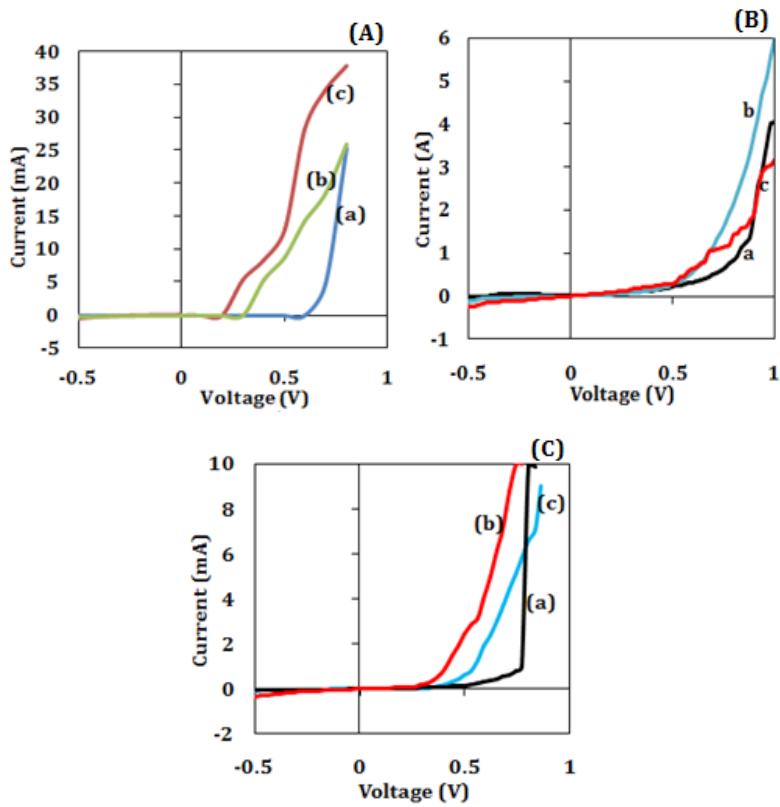 (A)
40
35
30
25
20
15
10
5
0
-5
Current (mA)
(c)
(b)
(a)
-0.5
0
0.5
1
Voltage (V)
(B)
6
5
4
3
2
1
0
-1
Current (A)
b
c
a
-0.5
0
0.5
1
Voltage (V)
(C)
10
8
6
4
2
0
-2
Current (mA)
(b)
(c)
(a)
-0.5
0
0.5
1
Voltage (V)